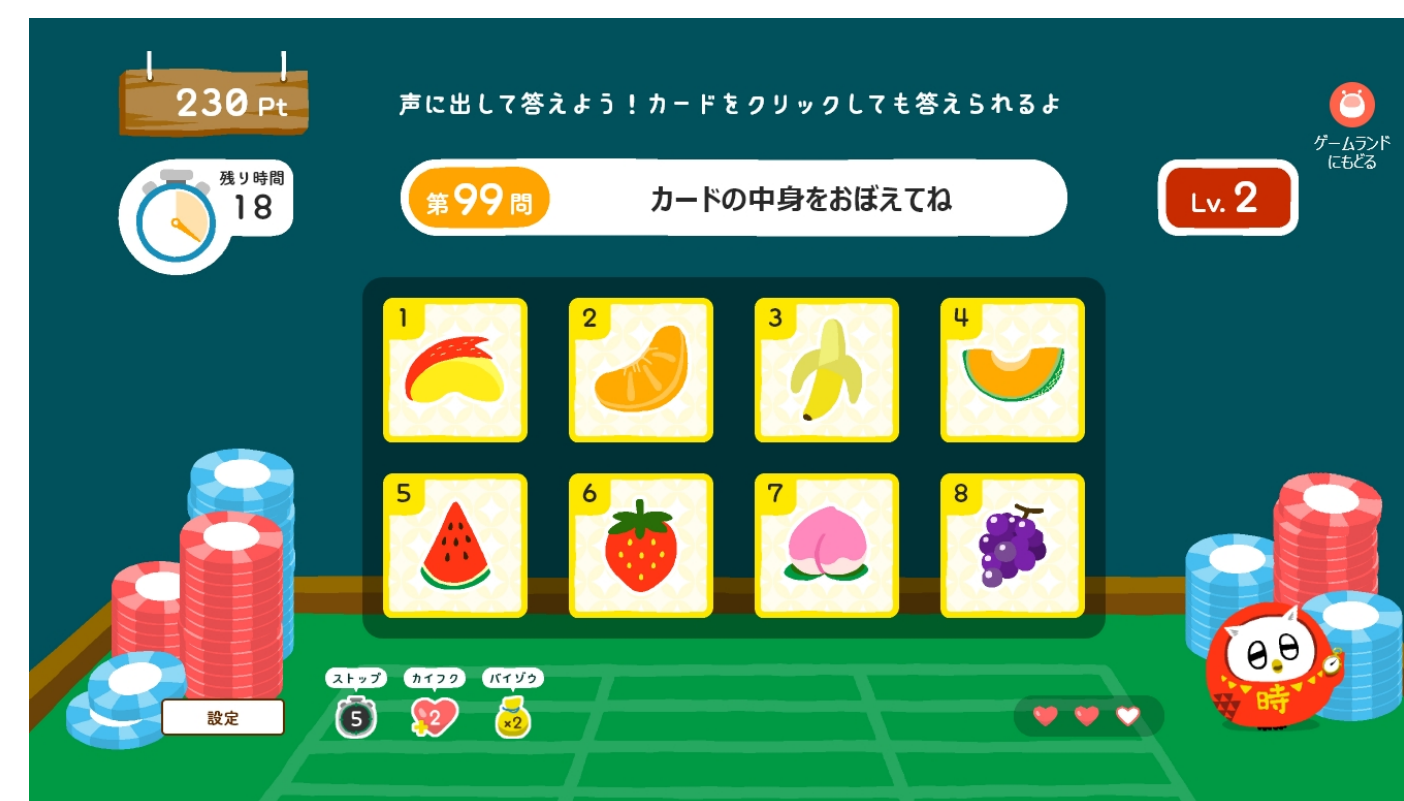 230 Pt
声に出して答えよう！カードをクリックしても答えられるよ
ゲームランド
にもどる
残り時間
18
第99問
カードの中身をおぼえてね
Lv. 2
1
2
3
4
5
6
7
8
ストップ
カイフク
バイゾウ
5
+2
×2
設定
時